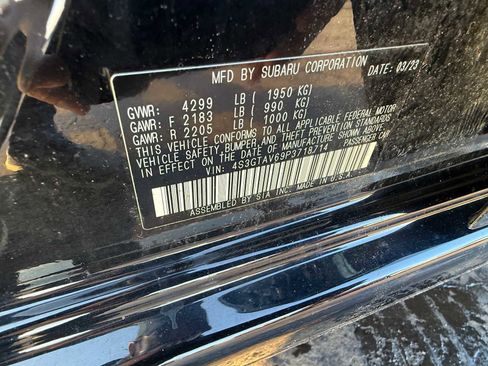 MFD BY SUBARU CORPORATION DATE: 03/23
GVWR: 4299 LB( 1950 KG)
GAWR: F 2183 LB( 990 KG)
GAWR: R 2205 LB( 1000 KG)
THIS VEHICLE CONFORMS TO ALL APPLICABLE FEDERAL MOTOR
VEHICLE SAFETY, BUMPER, AND THEFT PREVENTION STANDARDS
IN EFFECT ON THE DATE OF MANUFACTURE SHOWN ABOVE.
VIN: 4S3GTAV69P3718714 PASSENGER CAR
ASSEMBLED BY SIA, INC. MADE IN U.S.A.